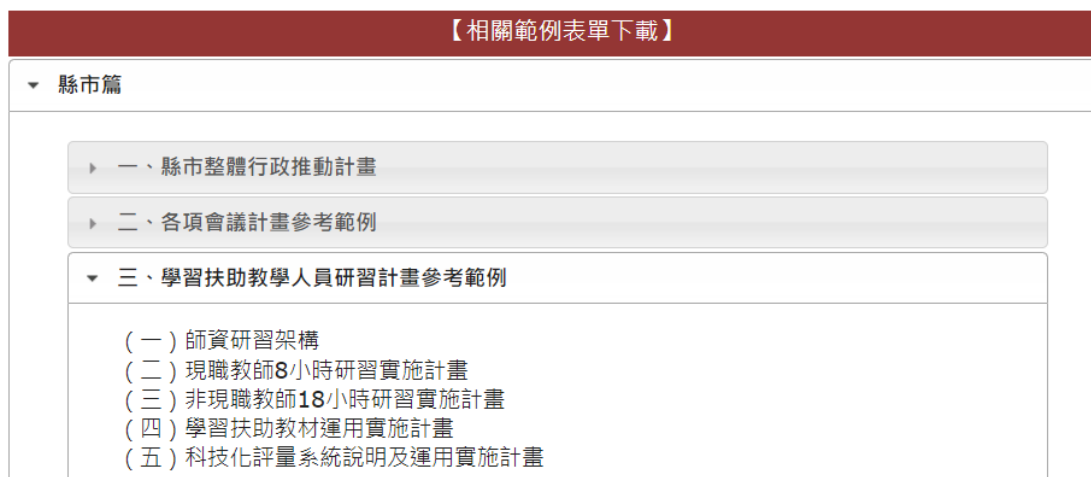 【相關範例表單下載】
縣市篇
一、縣市整體行政推動計畫
二、各項會議計畫參考範例
三、學習扶助教學人員研習計畫參考範例
(一)師資研習架構
(二)現職教師8小時研習實施計畫
(三)非現職教師18小時研習實施計畫
(四)學習扶助教材運用實施計畫
(五)科技化評量系統說明及運用實施計畫